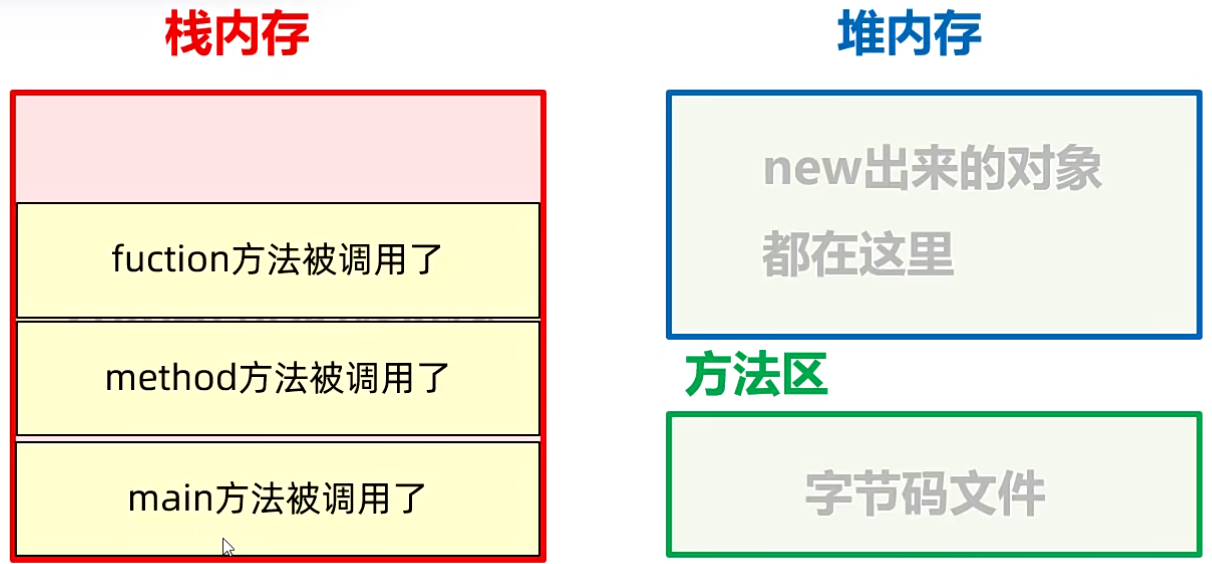 栈内存
堆内存
fuction方法被调用了
method方法被调用了
main方法被调用了
new出来的对象
都在这里
方法区
字节码文件